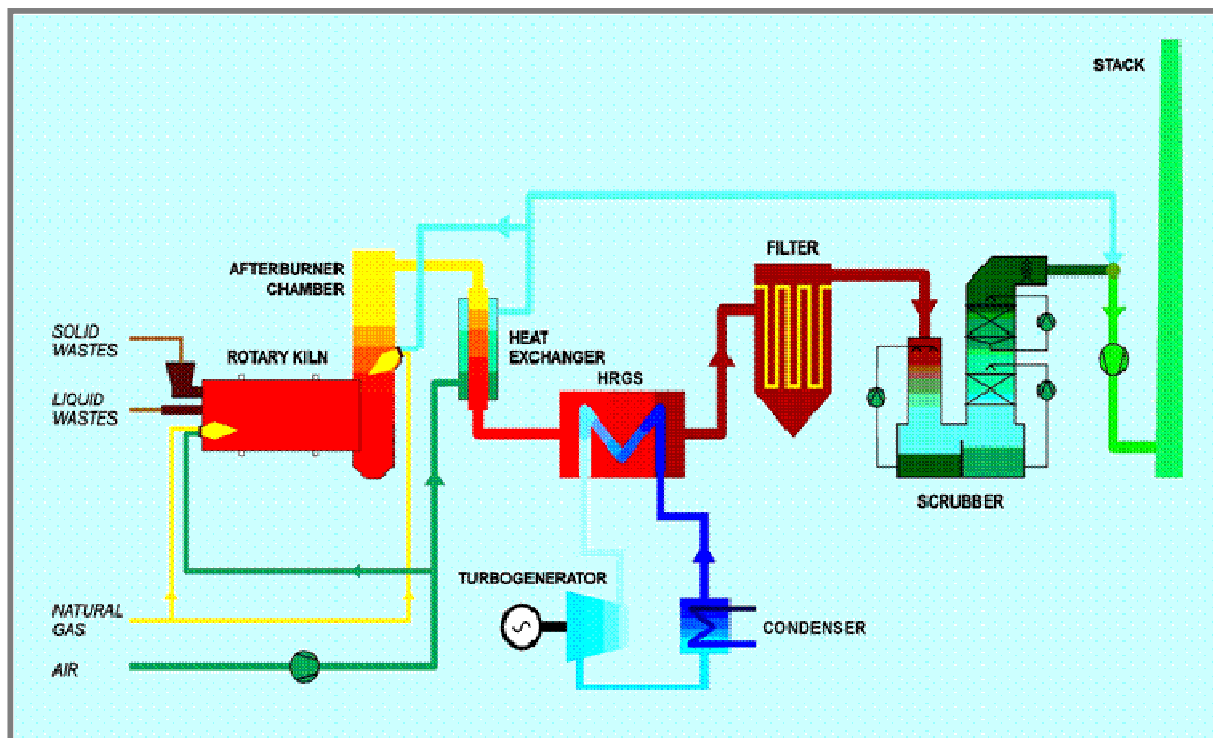 STACK
FILTER
AFTERBURNER
CHAMBER
SOLID
WASTES
ROTARY KILN
HEAT
EXCHANGER
HRGS
LIQUID
WASTES
SCRUBBER
TURBOGENERATOR
NATURAL
GAS
CONDENSER
AIR